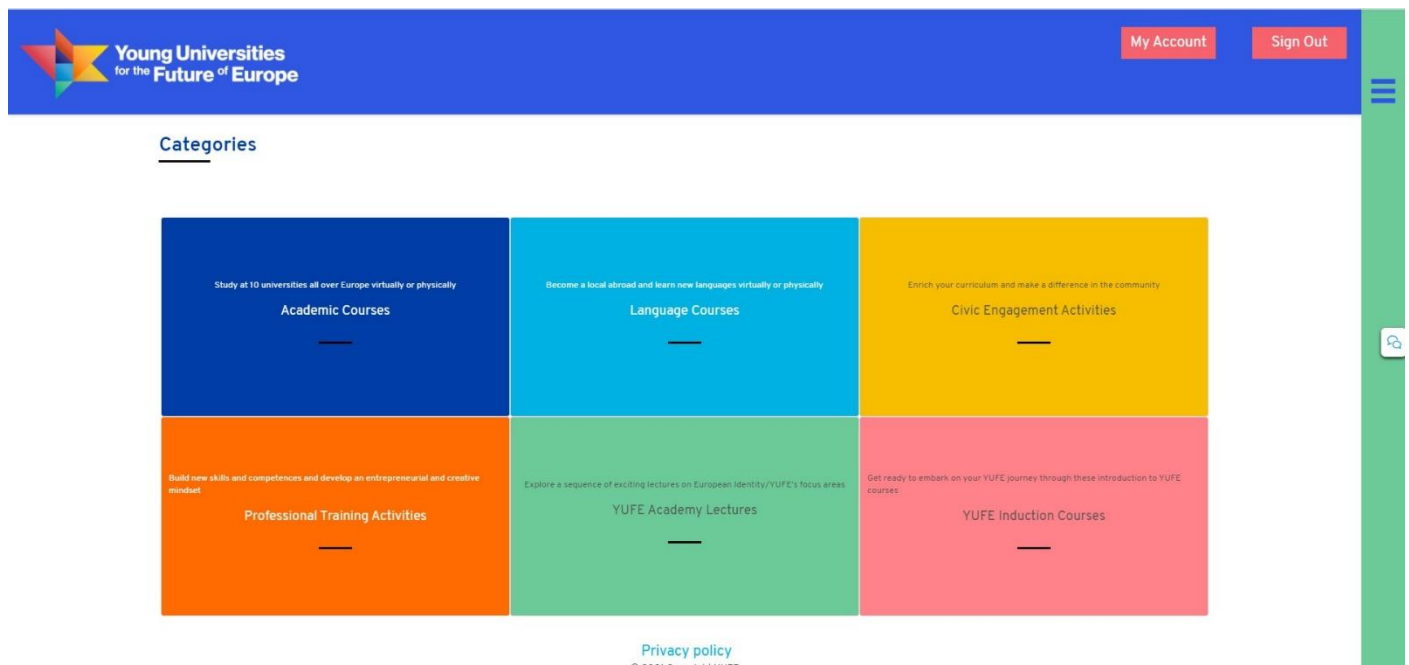 Young Universities
for the Future of Europe
My Account
Sign Out
Categories
Study at 10 universities all over Europe virtually or physically
Academic Courses
Become a local abroad and learn new languages virtually or physically
Language Courses
Enrich your curriculum and make a difference in the community
Civic Engagement Activities
Build new skills and competences and develop an entrepreneurial and creative
mindset
Professional Training Activities
Explore a sequence of exciting lectures on European Identity/YUFE's focus areas
YUFE Academy Lectures
Get ready to embark on your YUFE journey through these introduction to YUFE
courses
YUFE Induction Courses
Privacy policy